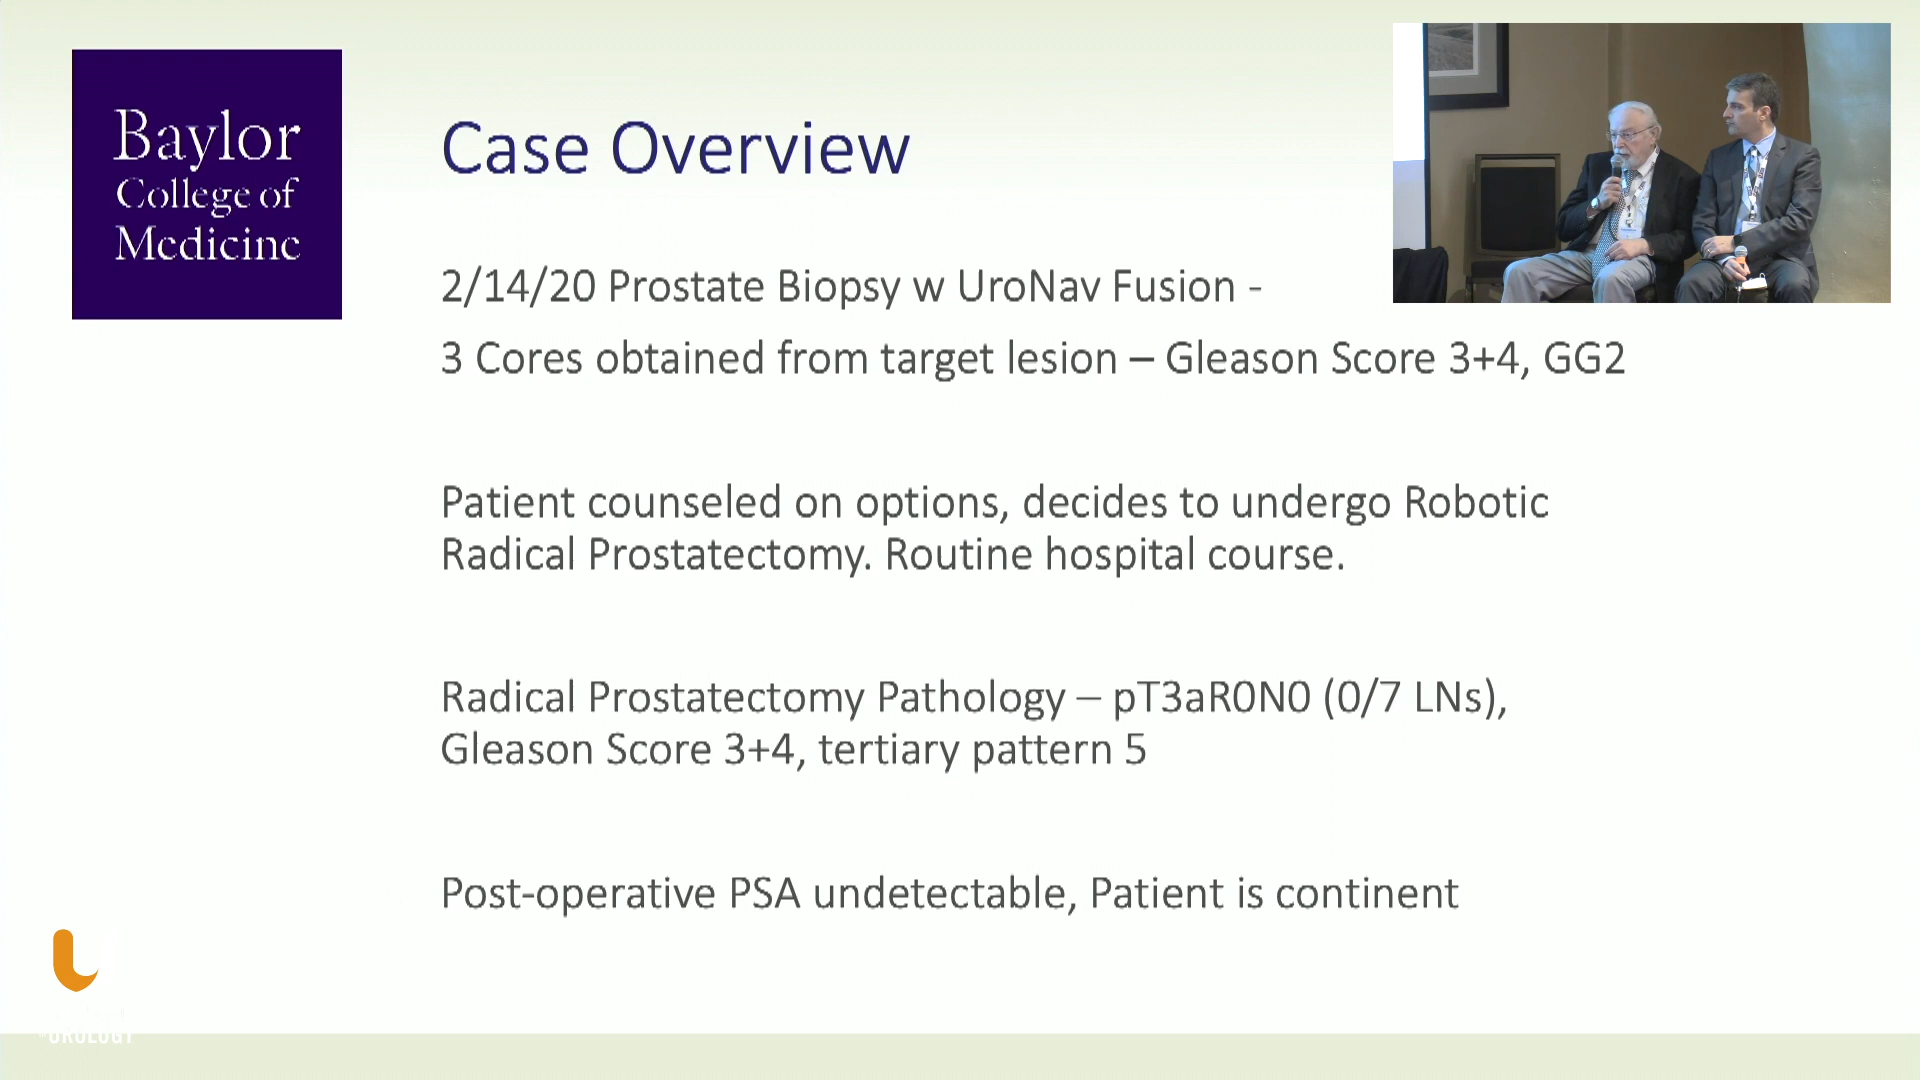 Baylor
College of
Medicine
Case Overview
2/14/20 Prostate Biopsy w UroNav Fusion -
3 Cores obtained from target lesion – Gleason Score 3+4, GG2
Patient counseled on options, decides to undergo Robotic
Radical Prostatectomy. Routine hospital course.
Radical Prostatectomy Pathology – pT3aR0N0 (0/7 LNs),
Gleason Score 3+4, tertiary pattern 5
Post-operative PSA undetectable, Patient is continent
UROLOGY